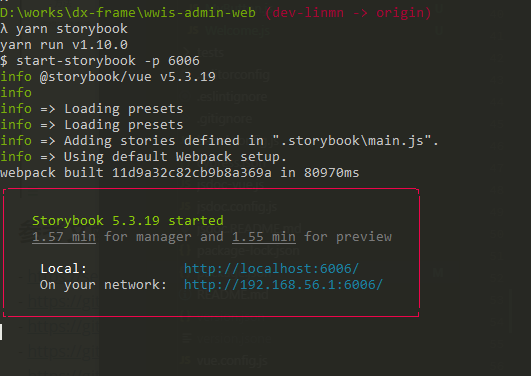 D:\works\dx-frame\wwis-admin-web (dev-linmn -> origin)
λ yarn storybook
yarn run v1.10.0
$ start-storybook -p 6006
info @storybook/vue v5.3.19
info
info => Loading presets
info => Loading presets
info => Adding stories defined in ".storybook\main.js".
info => Using default Webpack setup.
webpack built 11d9a32c82cb9b8a369a in 80970ms
Storybook 5.3.19 started
1.57 min for manager and 1.55 min for preview
Local: http://localhost:6006/
On your network: http://192.168.56.1:6006/